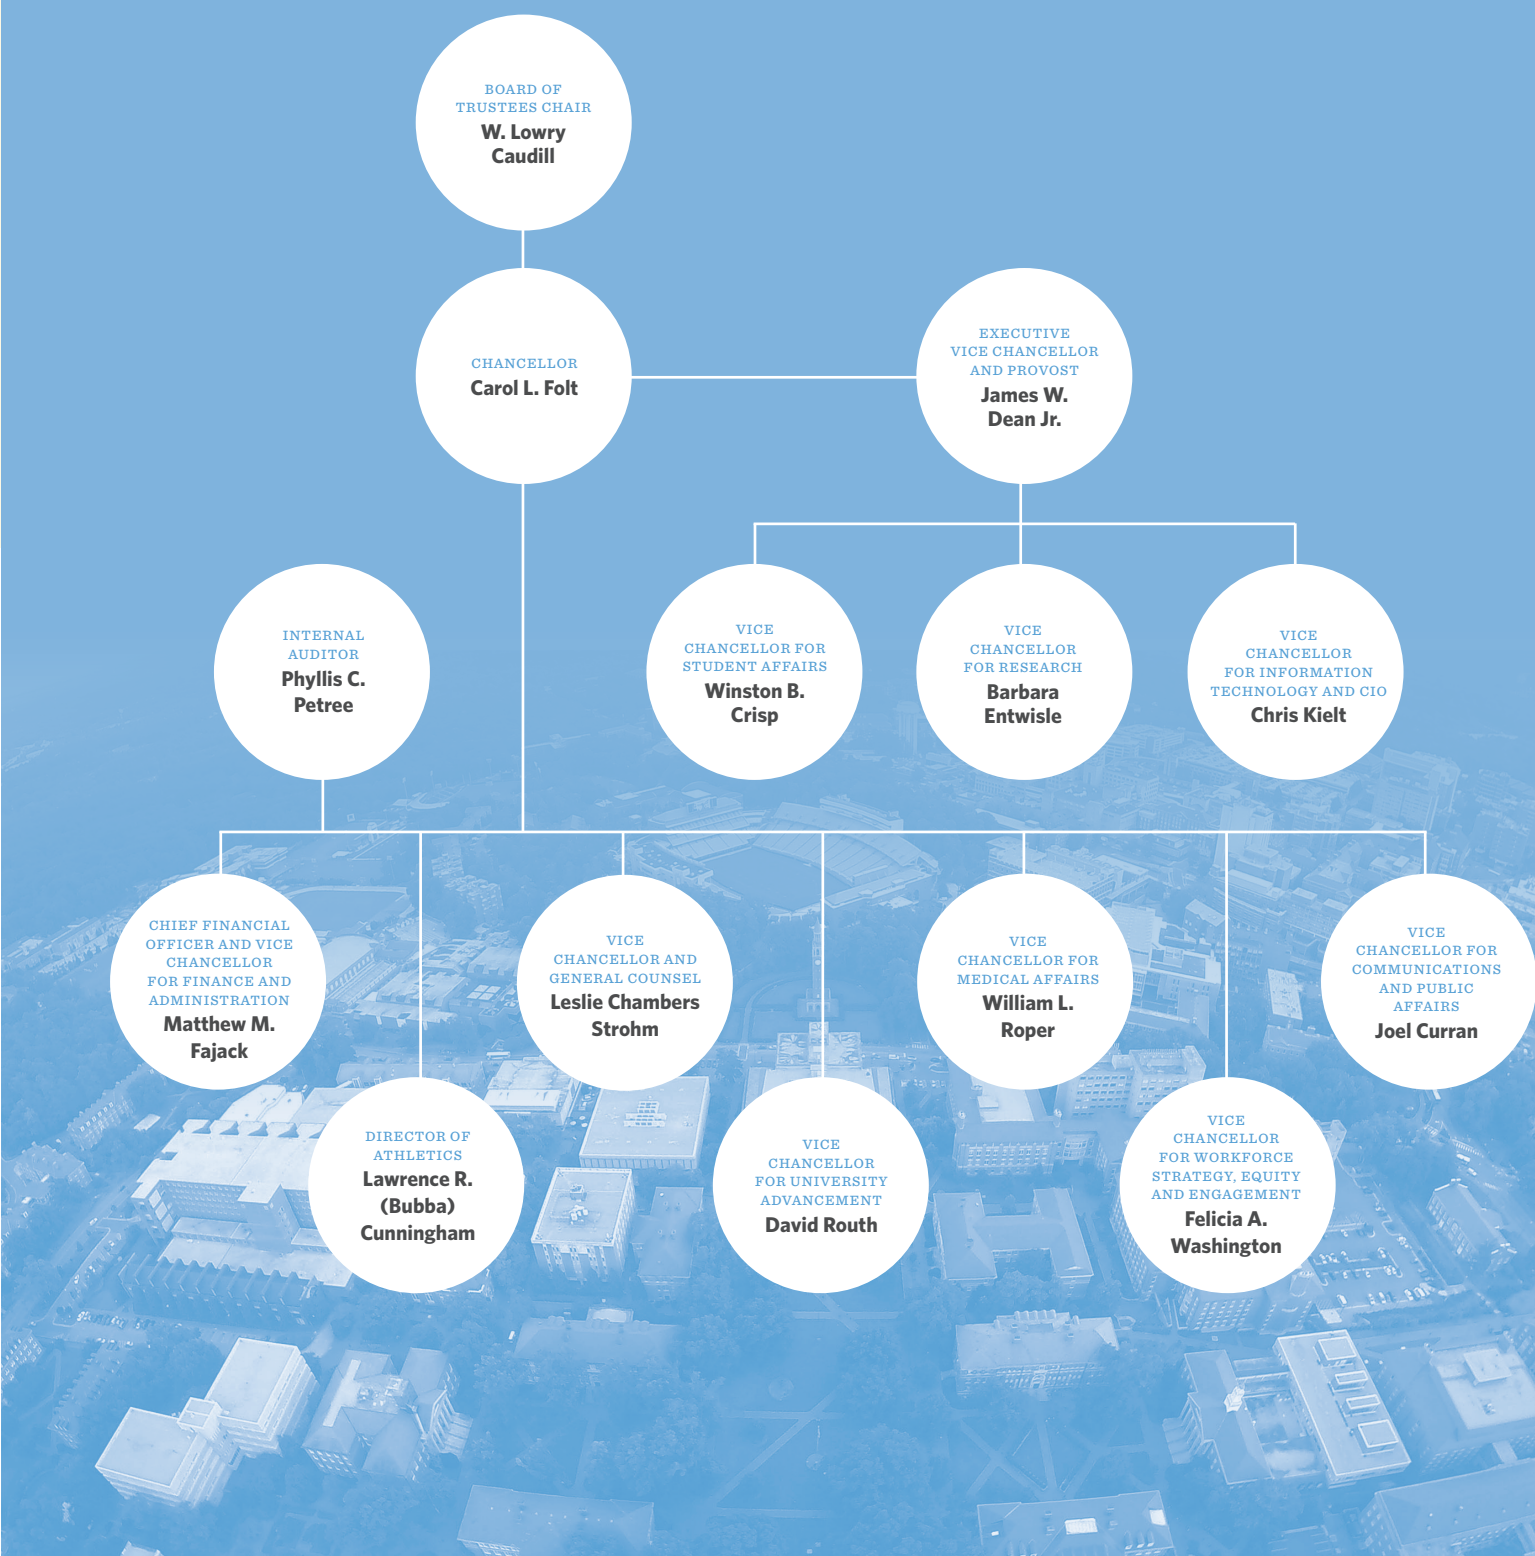 BOARD OF
TRUSTEES CHAIR
W. Lowry
Caudill
CHANCELLOR
Carol L. Folt
EXECUTIVE
VICE CHANCELLOR
AND PROVOST
James W.
Dean Jr.
INTERNAL
AUDITOR
Phyllis C.
Petree
VICE
CHANCELLOR FOR
STUDENT AFFAIRS
Winston B.
Crisp
VICE
CHANCELLOR
FOR RESEARCH
Barbara
Entwisle
VICE
CHANCELLOR
FOR INFORMATION
TECHNOLOGY AND CIO
Chris Kielt
CHIEF FINANCIAL
OFFICER AND VICE
CHANCELLOR
FOR FINANCE AND
ADMINISTRATION
Matthew M.
Fajack
DIRECTOR OF
ATHLETICS
Lawrence R.
(Bubba)
Cunningham
VICE
CHANCELLOR AND
GENERAL COUNSEL
Leslie Chambers
Strohm
VICE
CHANCELLOR
FOR UNIVERSITY
ADVANCEMENT
David Routh
VICE
CHANCELLOR FOR
MEDICAL AFFAIRS
William L.
Roper
VICE
CHANCELLOR
FOR WORKFORCE
STRATEGY, EQUITY
AND ENGAGEMENT
Felicia A.
Washington
VICE
CHANCELLOR FOR
COMMUNICATIONS
AND PUBLIC
AFFAIRS
Joel Curran